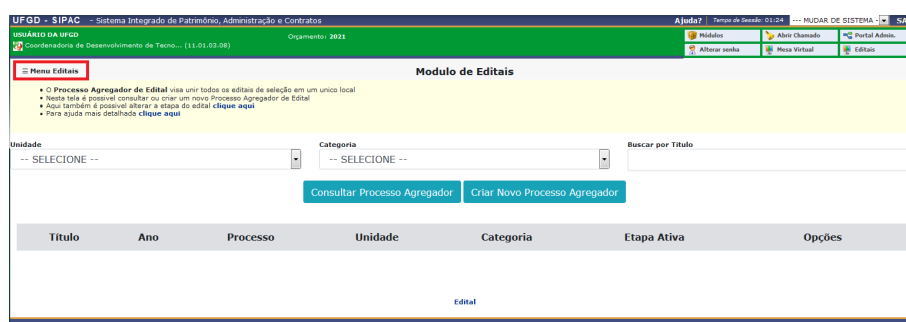 UFGD - SIPAC - Sistema Integrado de Patrimônio, Administração e Contratos Ajuda? Tempo de Sessão: 01:24 --- MUDAR DE SISTEMA - SA
USUÁRIO DA UFGD Orçamento: 2021 Módulos Abrir Chamado Portal Admin.
Coordenadoria de Desenvolvimento de Tecno... (11.01.03.08) Alterar senha Mesa Virtual Editais
☰ Menu Editais Modulo de Editais
• O Processo Agregador de Edital visa unir todos os editais de seleção em um unico local
• Nesta tela é possivel consultar ou criar um novo Processo Agregador de Edital
• Aqui também é possivel alterar a etapa do edital clique aqui
• Para ajuda mais detalhada clique aqui
Unidade Categoria Buscar por Título
-- SELECIONE -- -- SELECIONE --
Consultar Processo Agregador Criar Novo Processo Agregador
Título Ano Processo Unidade Categoria Etapa Ativa Opções
Edital